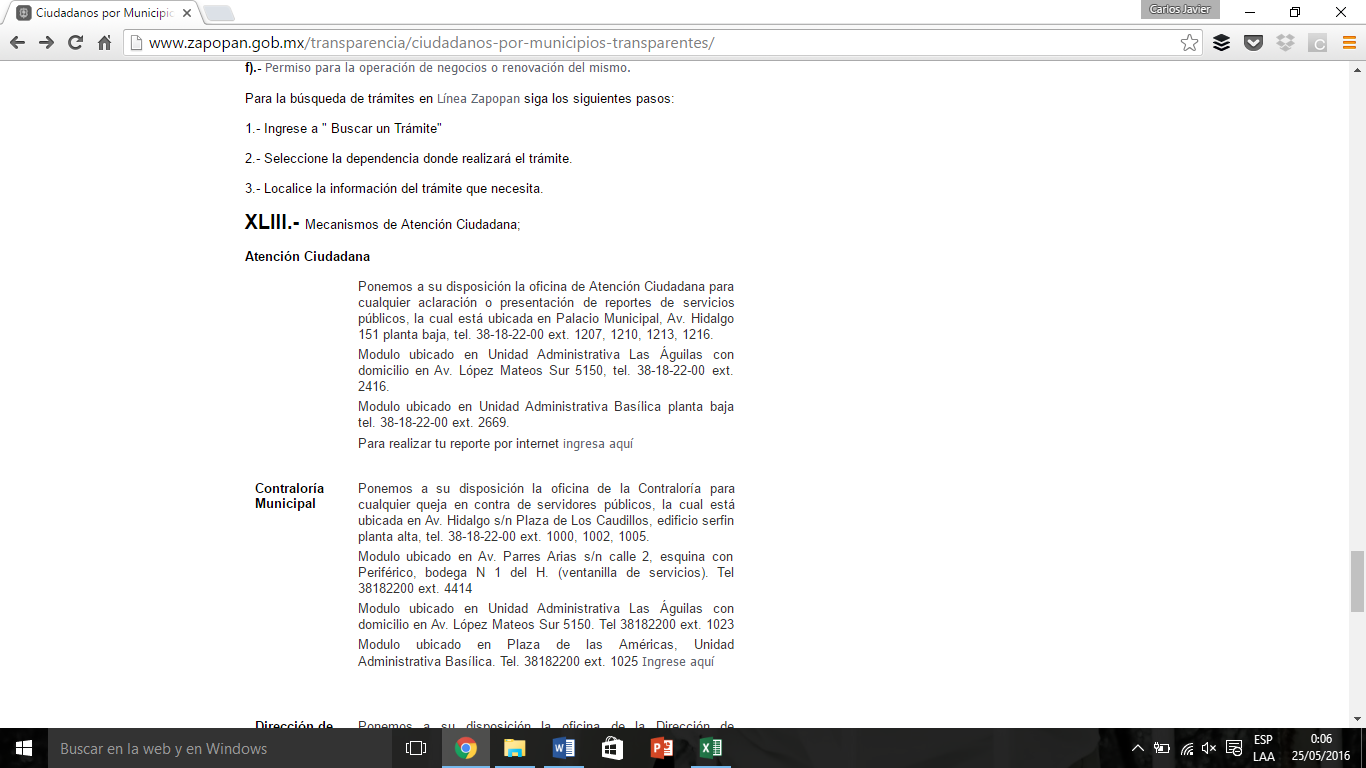 Ciudadanos por Municipio
Carlos Javier
www.zapopan.gob.mx/transparencia/ciudadanos-por-municipios-transparentes/
f).- Permiso para la operación de negocios o renovación del mismo.
Para la búsqueda de trámites en Línea Zapopan siga los siguientes pasos:
1.- Ingrese a " Buscar un Trámite"
2.- Seleccione la dependencia donde realizará el trámite.
3.- Localice la información del trámite que necesita.
XLIII.- Mecanismos de Atención Ciudadana;
Atención Ciudadana
Ponemos a su disposición la oficina de Atención Ciudadana para
cualquier aclaración o presentación de reportes de servicios
públicos, la cual está ubicada en Palacio Municipal, Av. Hidalgo
151 planta baja, tel. 38-18-22-00 ext. 1207, 1210, 1213, 1216.
Modulo ubicado en Unidad Administrativa Las Águilas con
domicilio en Av. López Mateos Sur 5150, tel. 38-18-22-00 ext.
2416.
Modulo ubicado en Unidad Administrativa Basílica planta baja
tel. 38-18-22-00 ext. 2669.
Para realizar tu reporte por internet ingresa aquí
Contraloría
Municipal
Ponemos a su disposición la oficina de la Contraloría para
cualquier queja en contra de servidores públicos, la cual está
ubicada en Av. Hidalgo s/n Plaza de Los Caudillos, edificio serfin
planta alta, tel. 38-18-22-00 ext. 1000, 1002, 1005.
Modulo ubicado en Av. Parres Arias s/n calle 2, esquina con
Periférico, bodega N 1 del H. (ventanilla de servicios). Tel
38182200 ext. 4414
Modulo ubicado en Unidad Administrativa Las Águilas con
domicilio en Av. López Mateos Sur 5150. Tel 38182200 ext. 1023
Modulo ubicado en Plaza de las Américas, Unidad
Administrativa Basílica. Tel. 38182200 ext. 1025 Ingrese aquí
Dirección de
Ponemos a su disposición la oficina de la Dirección de
Buscar en la web y en Windows
ESP
LAA
0:06
25/05/2016